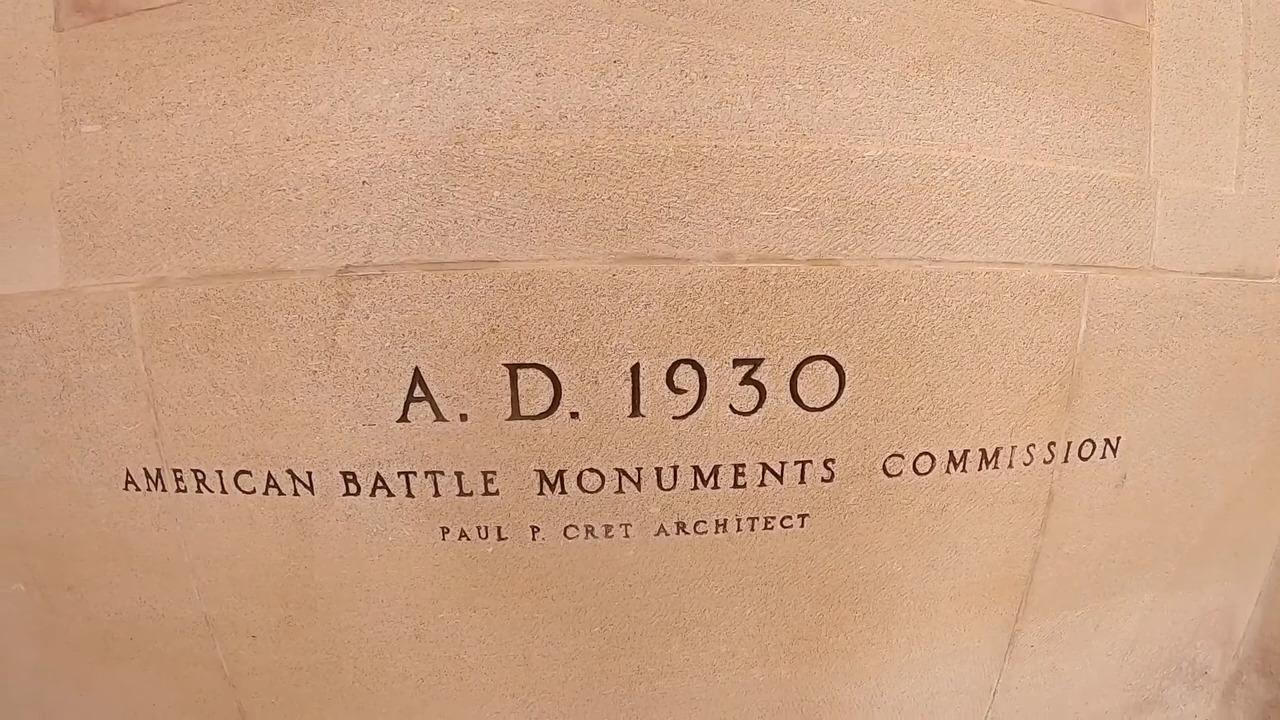 A. D. 1930
AMERICAN BATTLE MONUMENTS COMMISSION
PAUL P. CRET ARCHITECT